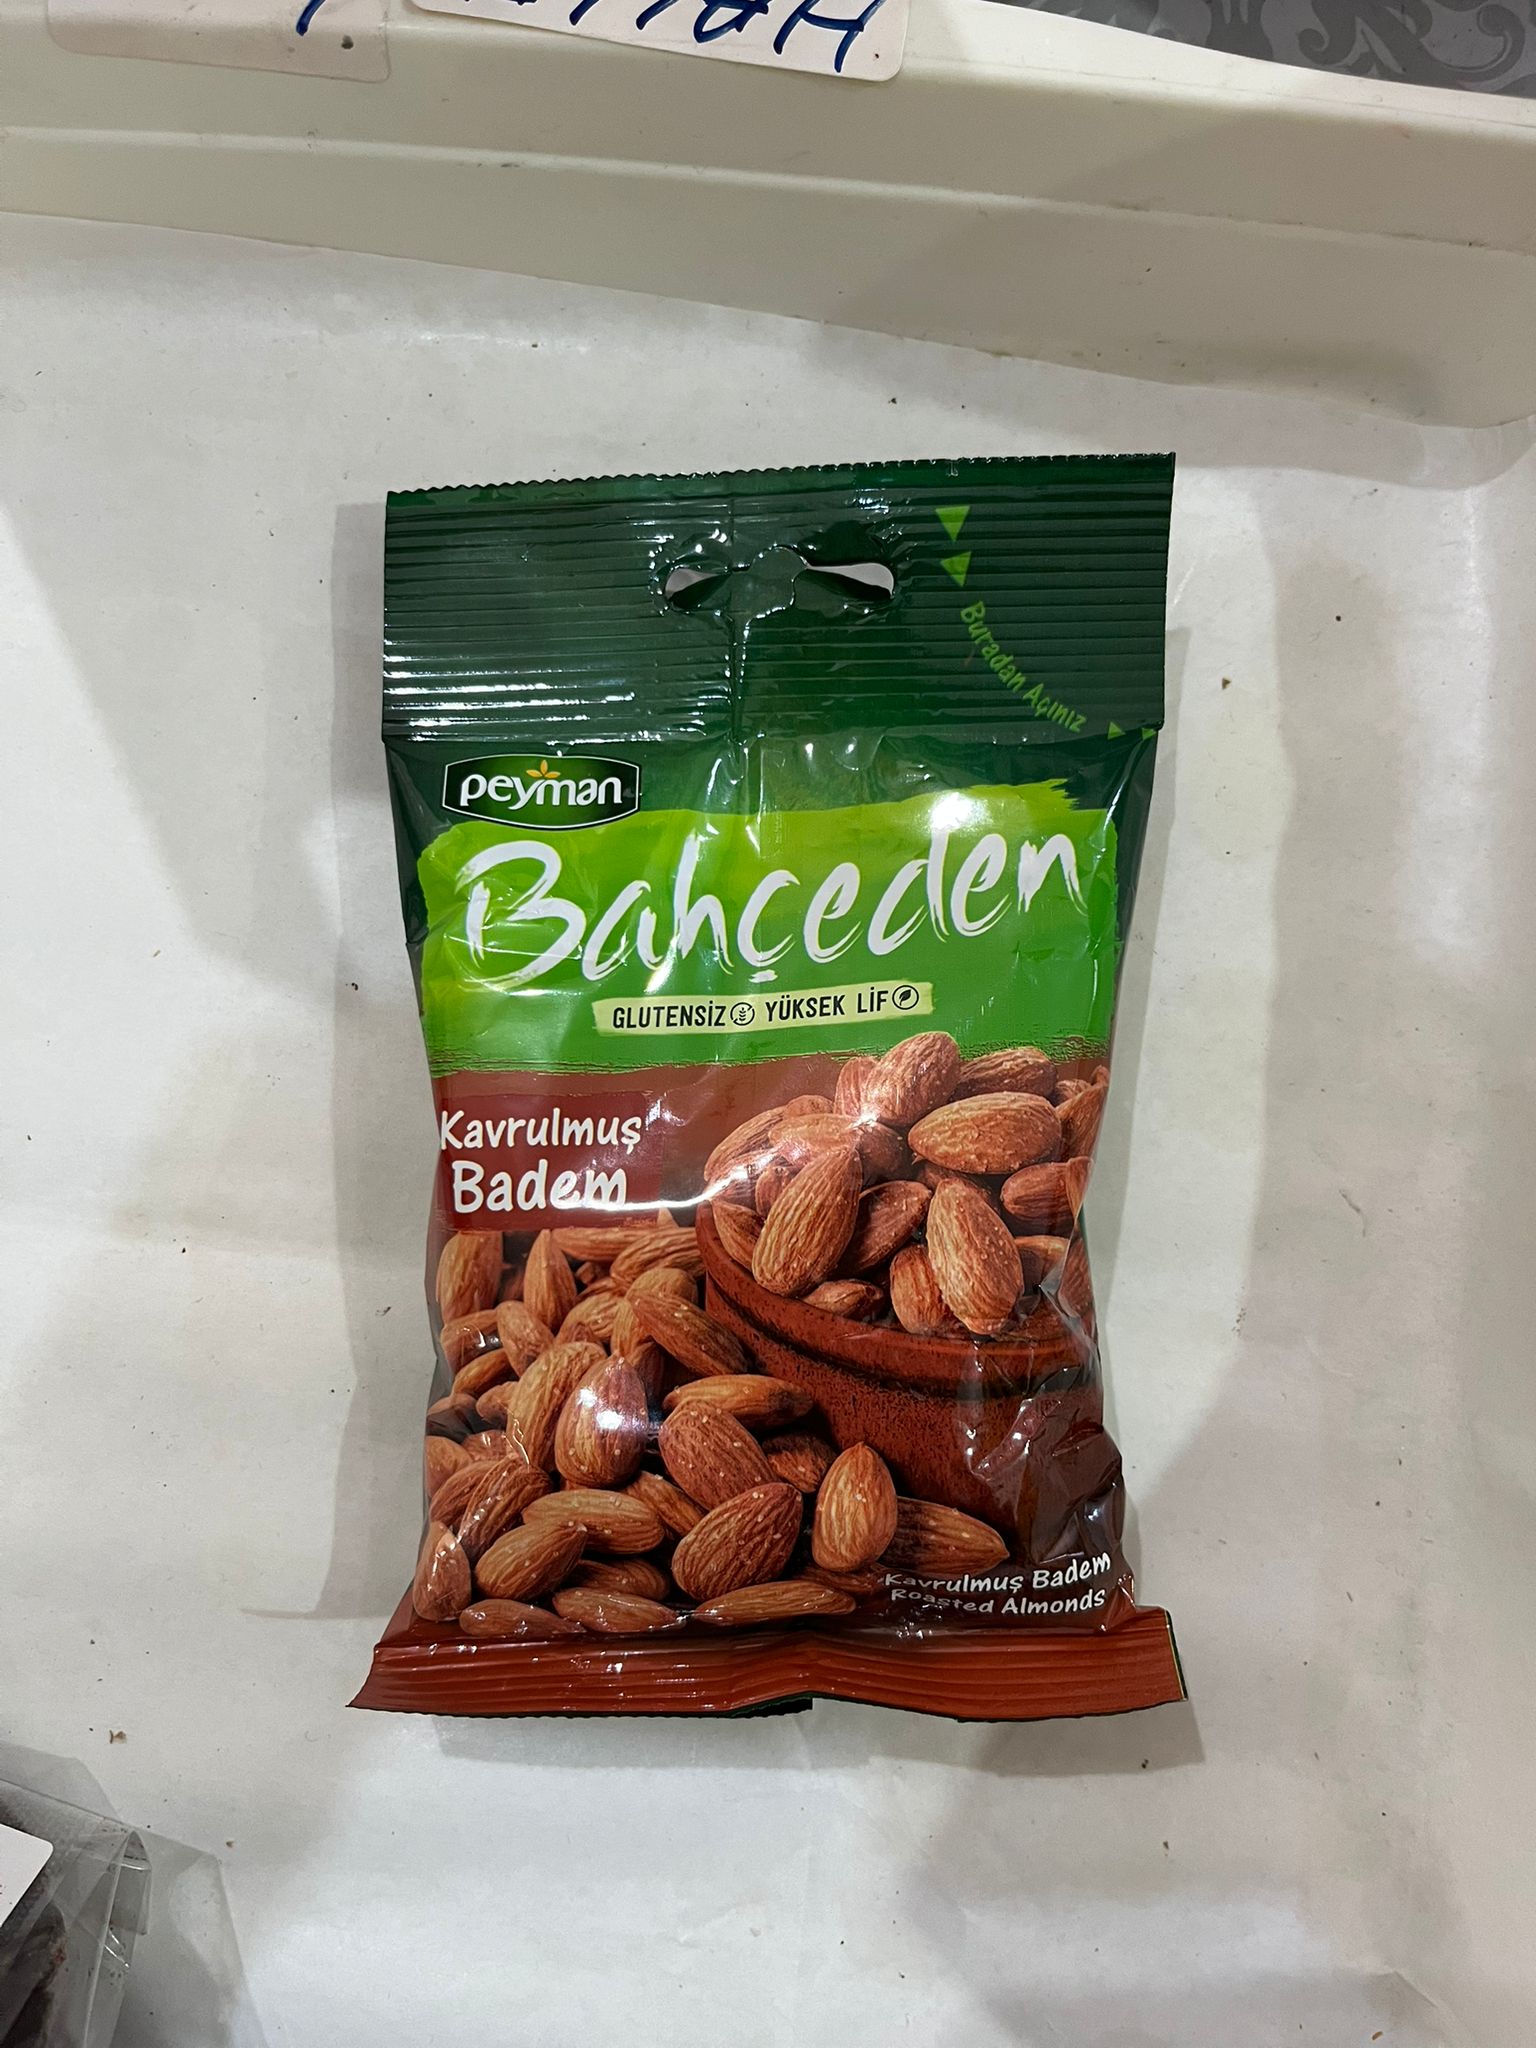 Buradan Açınız
peyman
Bahçeden
GLUTENSİZ YÜKSEK LİF
Kavrulmuş
Badem
Kavrulmuş Badem
Roasted Almonds